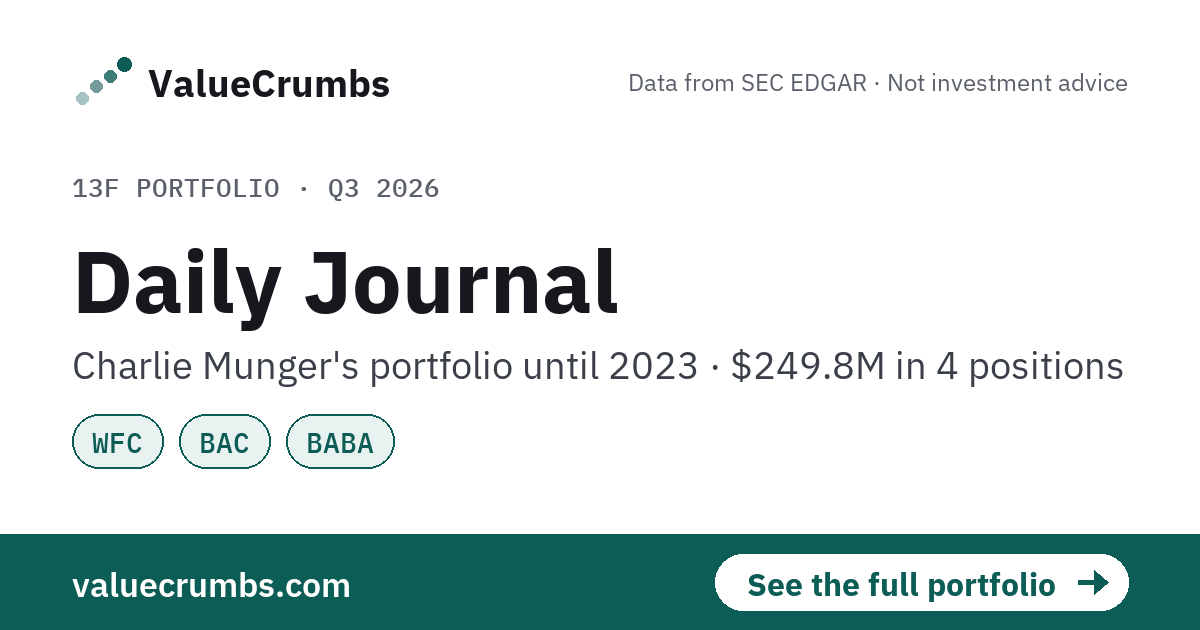 ValueCrumbs
Data from SEC EDGAR · Not investment advice
13F PORTFOLIO · Q3 2026
Daily Journal
Charlie Munger's portfolio until 2023 · $249.8M in 4 positions
WFC BAC BABA
valuecrumbs.com
See the full portfolio →